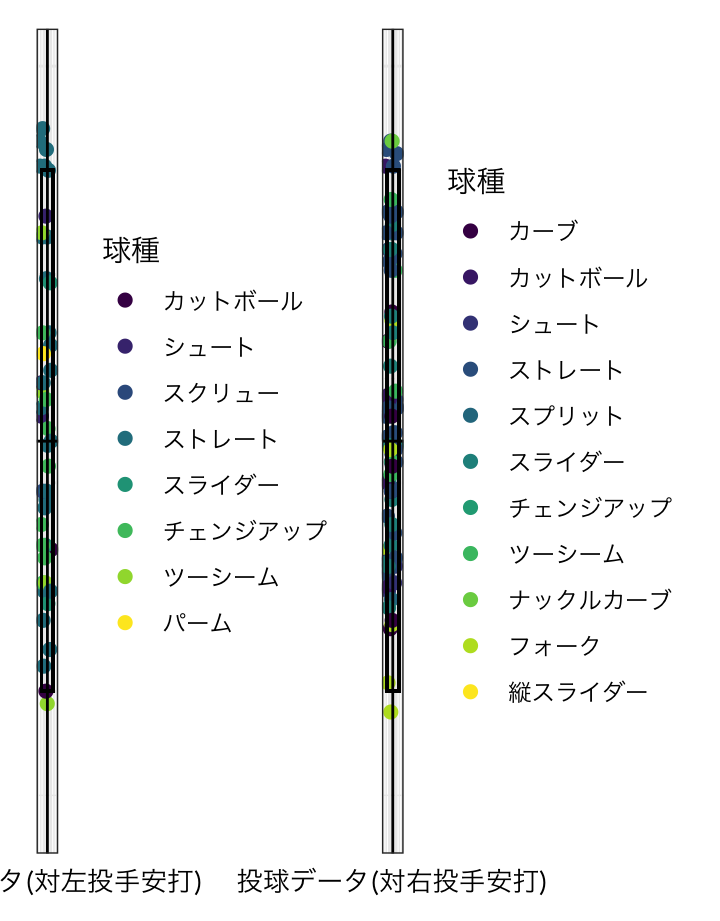 球種
カットボール
シュート
スクリュー
ストレート
スライダー
チェンジアップ
ツーシーム
パーム
タ(対左投手安打)
球種
カーブ
カットボール
シュート
ストレート
スプリット
スライダー
チェンジアップ
ツーシーム
ナックルカーブ
フォーク
縦スライダー
投球データ(対右投手安打)